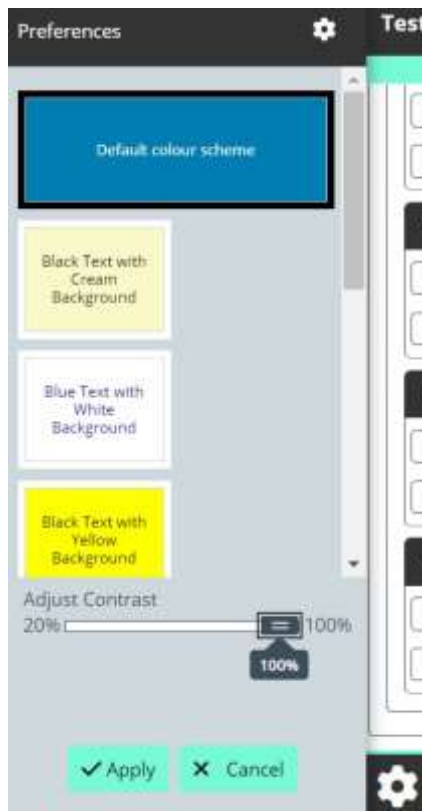 Preferences
Test
Default colour scheme
Black Text with
Cream
Background
Blue Text with
White
Background
Black Text with
Yellow
Background
Adjust Contrast
20%
100%
100%
Apply
Cancel